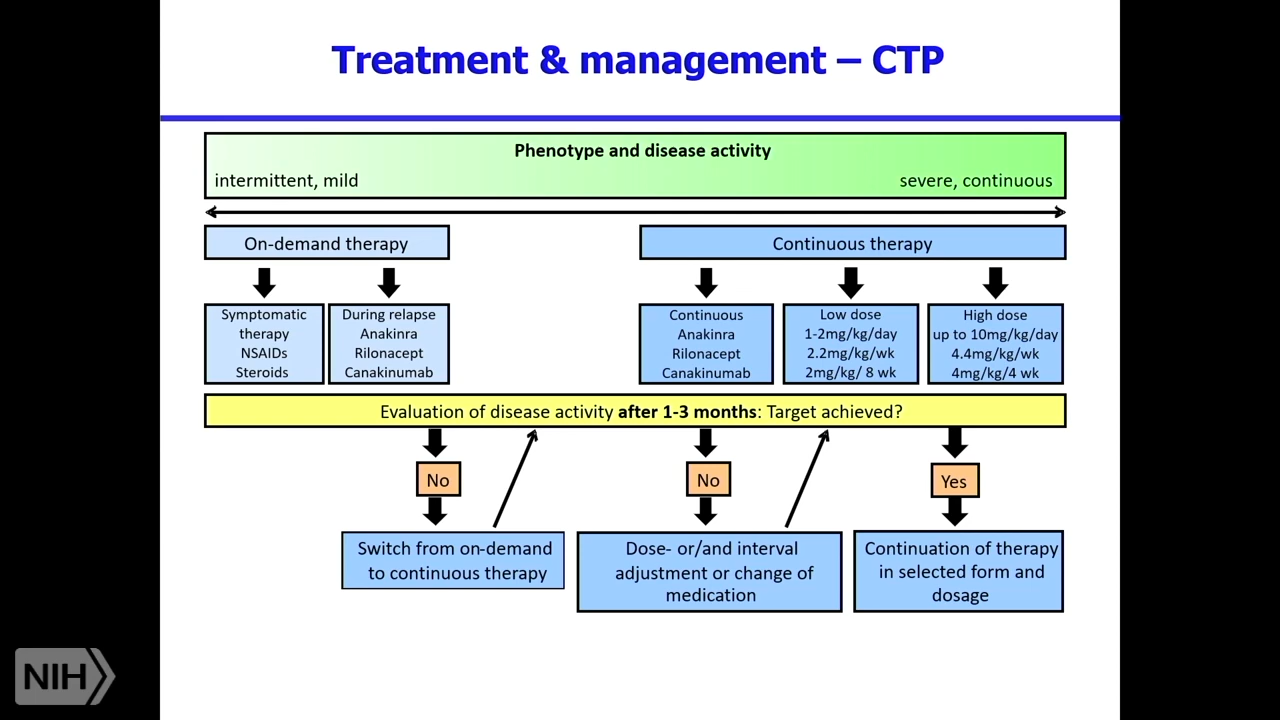 Treatment & management – CTP
Phenotype and disease activity
intermittent, mild
severe, continuous
On-demand therapy
Continuous therapy
Symptomatic
therapy
NSAIDs
Steroids
During relapse
Anakinra
Rilonacept
Canakinumab
Continuous
Anakinra
Rilonacept
Canakinumab
Low dose
1-2mg/kg/day
2.2mg/kg/wk
2mg/kg/ 8 wk
High dose
up to 10mg/kg/day
4.4mg/kg/wk
4mg/kg/4 wk
Evaluation of disease activity after 1-3 months: Target achieved?
No
No
Yes
Switch from on-demand
to continuous therapy
Dose- or/and interval
adjustment or change of
medication
Continuation of therapy
in selected form and
dosage
NIH